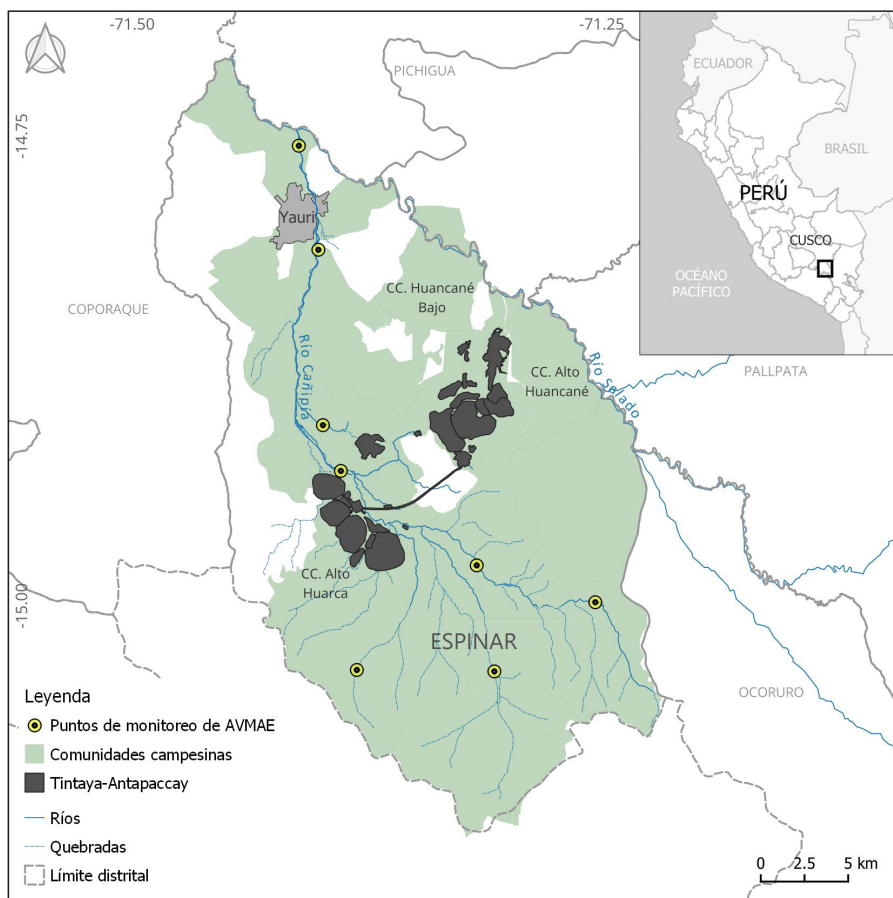 -71.50
-71.25
-14.75
-15.00
PICHIGUA
COPORAQUE
Yauri
CC. Huancané
Bajo
CC. Alto
Huancané
Río Salado
Río Cañipía
PALLPATA
CC. Alto
Huarca
ESPINAR
OCORURO
ECUADOR
BRASIL
PERÚ
CUSCO
OCÉANO
PACÍFICO
Leyenda
Puntos de monitoreo de AVMAE
Comunidades campesinas
Tintaya-Antapaccay
Ríos
Quebradas
Límite distrital
0 2.5 5 km